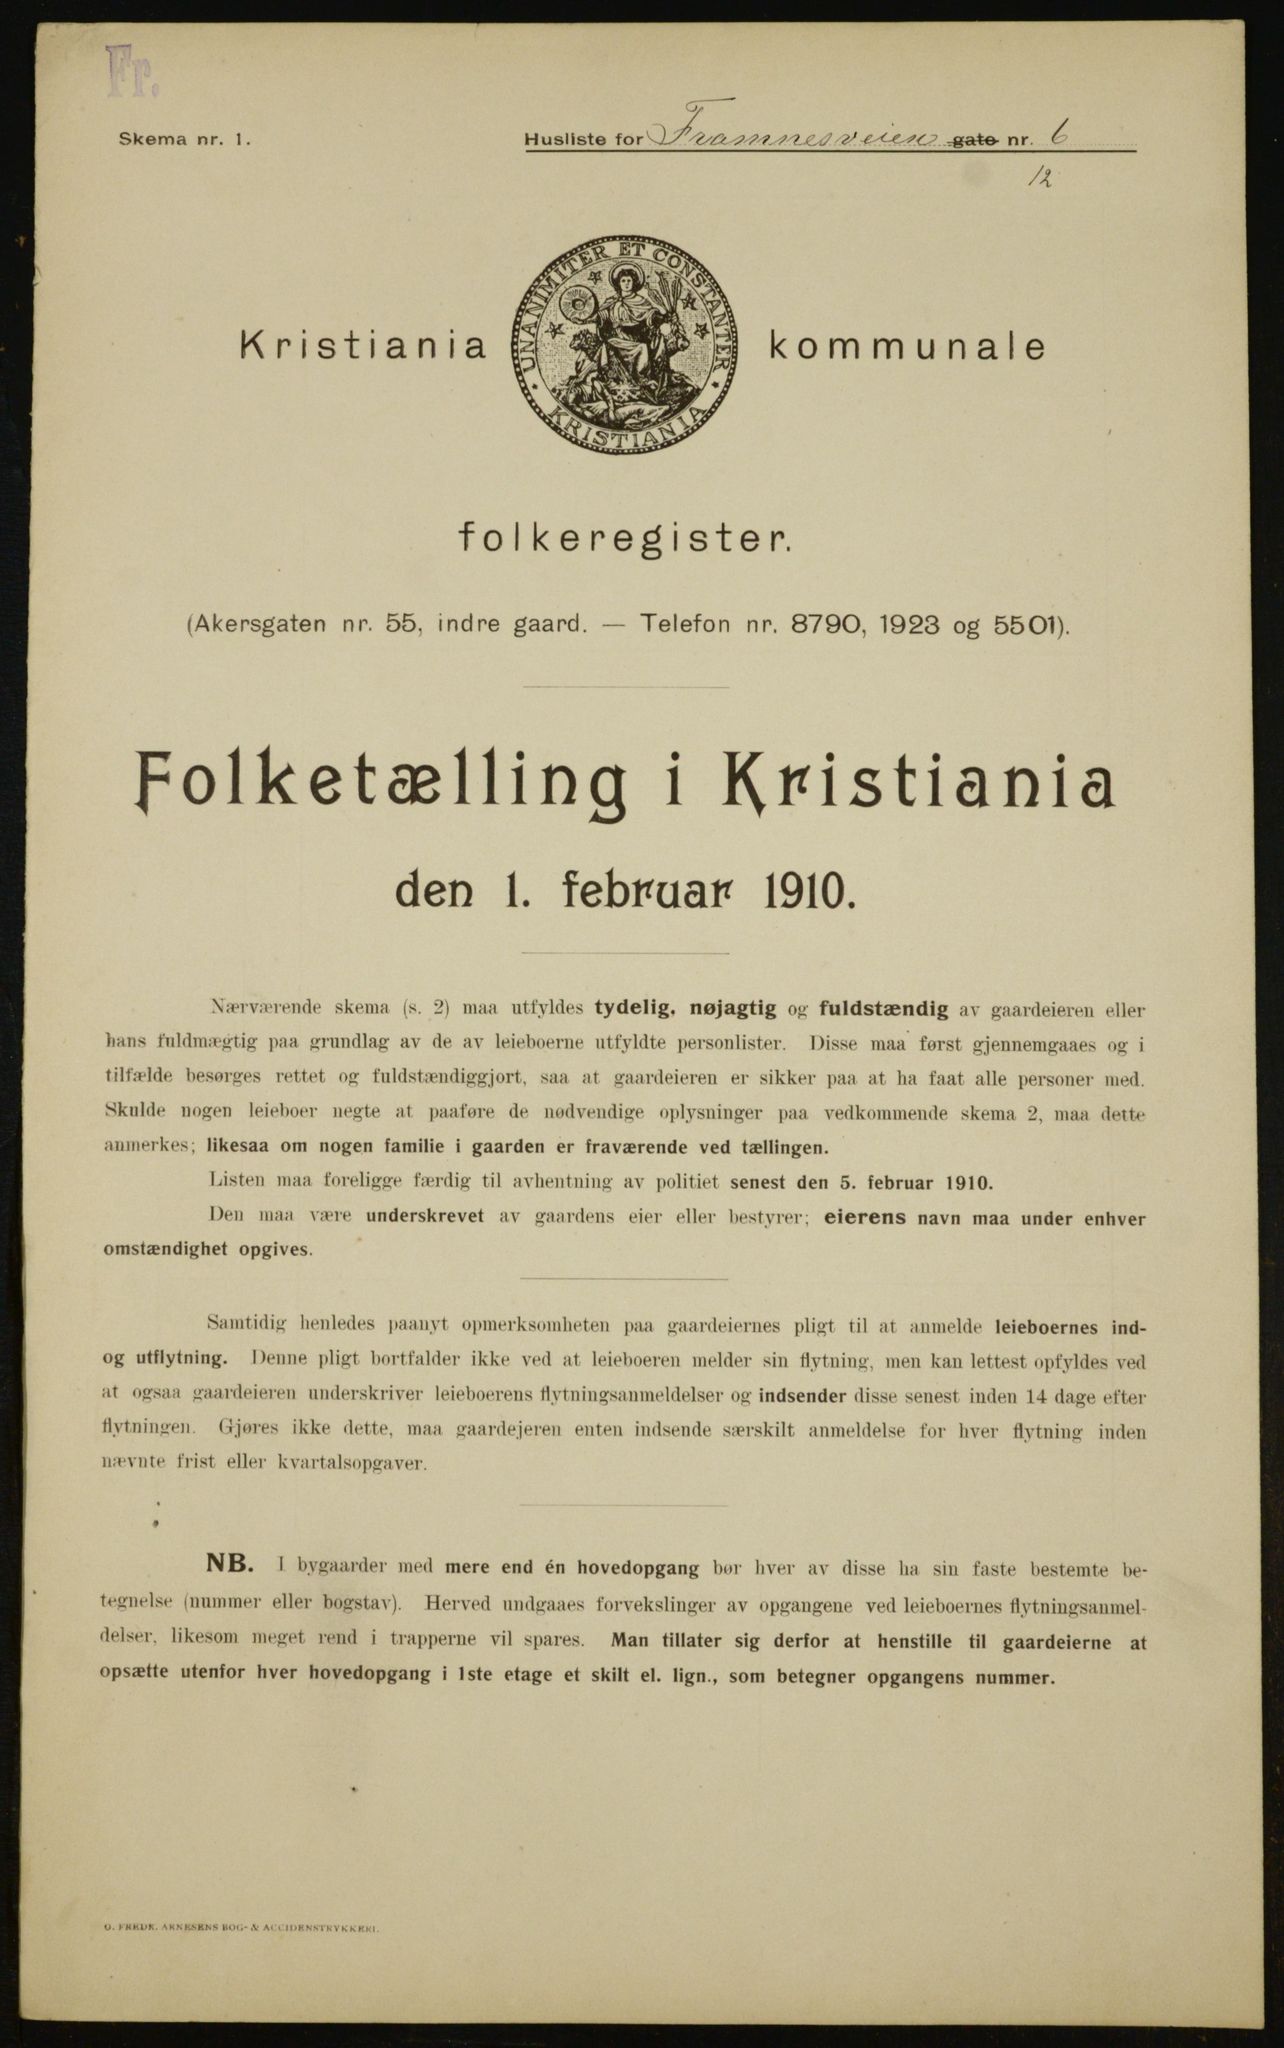 Fr.
Skema nr. 1.
Husliste for Framnesveien gate nr. 6
12
UNANIMITER ET CONSTANTER
KRISTIANIA
Kristiania kommunale
folkeregister.
(Akersgaten nr. 55, indre gaard. — Telefon nr. 8790, 1923 og 5501).
Folketælling i Kristiania
den 1. februar 1910.
Nærværende skema (s. 2) maa utfyldes tydelig, nøjagtig og fuldstændig av gaardeieren eller
hans fuldmægtig paa grundlag av de av leieboerne utfyldte personlister. Disse maa først gjennemgaaes og i
tilfælde besørges rettet og fuldstændiggjort, saa at gaardeieren er sikker paa at ha faat alle personer med.
Skulde nogen leieboer negte at paaføre de nødvendige oplysninger paa vedkommende skema 2, maa dette
anmerkes; likesaa om nogen familie i gaarden er fraværende ved tællingen.
Listen maa foreligge færdig til avhentning av politiet senest den 5. februar 1910.
Den maa være underskrevet av gaardens eier eller bestyrer; eierens navn maa under enhver
omstændighet opgives.
Samtidig henledes paanyt opmerksomheten paa gaardeiernes pligt til at anmelde leieboernes ind-
og utflytning. Denne pligt bortfalder ikke ved at leieboeren melder sin flytning, men kan lettest opfyldes ved
at ogsaa gaardeieren underskriver leieboerens flytningsanmeldelser og indsender disse senest inden 14 dage efter
flytningen. Gjøres ikke dette, maa gaardejeren enten indsende særskilt anmeldelse for hver flytning inden
nævnte frist eller kvartalsopgaver.
NB. I bygaarder med mere end én hovedopgang bør hver av disse ha sin faste bestemte be-
tegnelse (nummer eller bogstav). Herved undgaaes forvekslinger av opgangene ved leieboernes flytningsanmel-
delser, likesom meget rend i trapperne vil spares. Man tillater sig derfor at henstille til gaardeierne at
opsætte utenfor hver hovedopgang i 1ste etage et skilt el. lign., som betegner opgangens nummer.
O. FREDR. ARNESENS BOG- & ACCIDENSTRYKKERI.